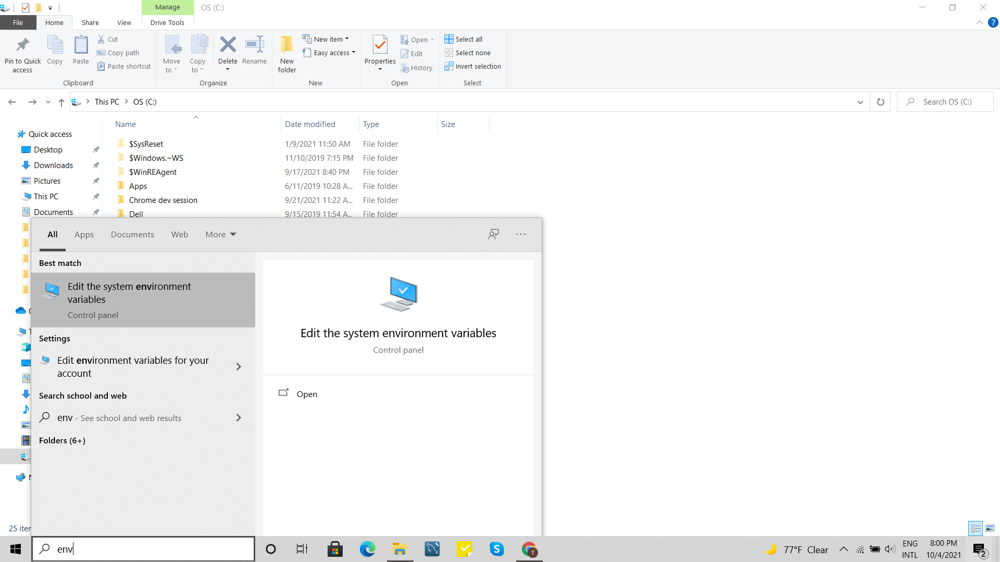 Manage
OS (C:)
File
Home
Share
View
Drive Tools
Pin to Quick
access
Copy
Paste
Cut
Copy path
Paste shortcut
Clipboard
Move
to
Copy
to
Delete
Rename
Organize
New
folder
New item
Easy access
New
Properties
Open
Edit
History
Open
Select all
Select none
Invert selection
Select
This PC
OS (C:)
Search OS (C:)
Name
Date modified
Type
Size
Quick access
Desktop
Downloads
Pictures
This PC
Documents
$SysReset 1/9/2021 11:50 AM File folder
$Windows.~WS 11/10/2019 7:15 PM File folder
$WinREAgent 9/17/2021 8:40 PM File folder
Apps 6/11/2019 10:28 A... File folder
Chrome dev session 9/21/2021 11:22 A... File folder
Dell 9/15/2019 11:54 A... File folder
All
Apps
Documents
Web
More
Best match
Edit the system environment
variables
Control panel
Settings
Edit environment variables for your
account
Search school and web
env - See school and web results
Folders (6+)
Edit the system environment variables
Control panel
Open
25 iter
env
T
77°F Clear
ENG
INTL
8:00 PM
10/4/2021
2